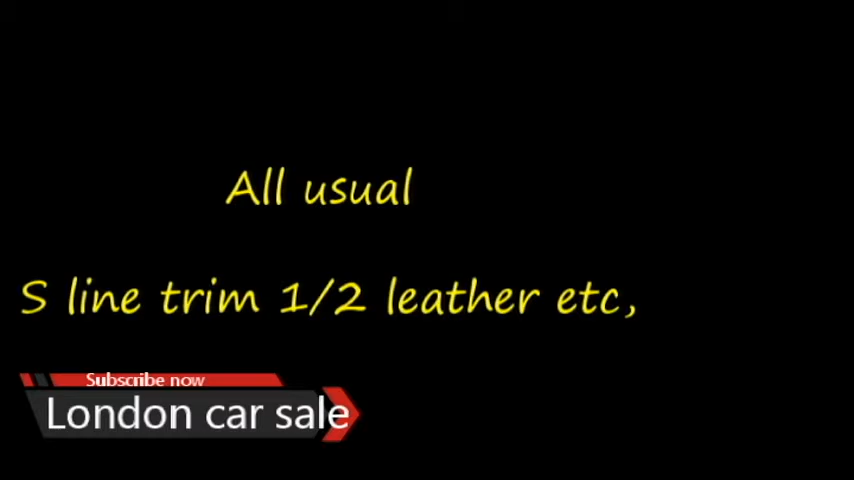 All usual
S line trim 1/2 leather etc,
Subscribe now
London car sale